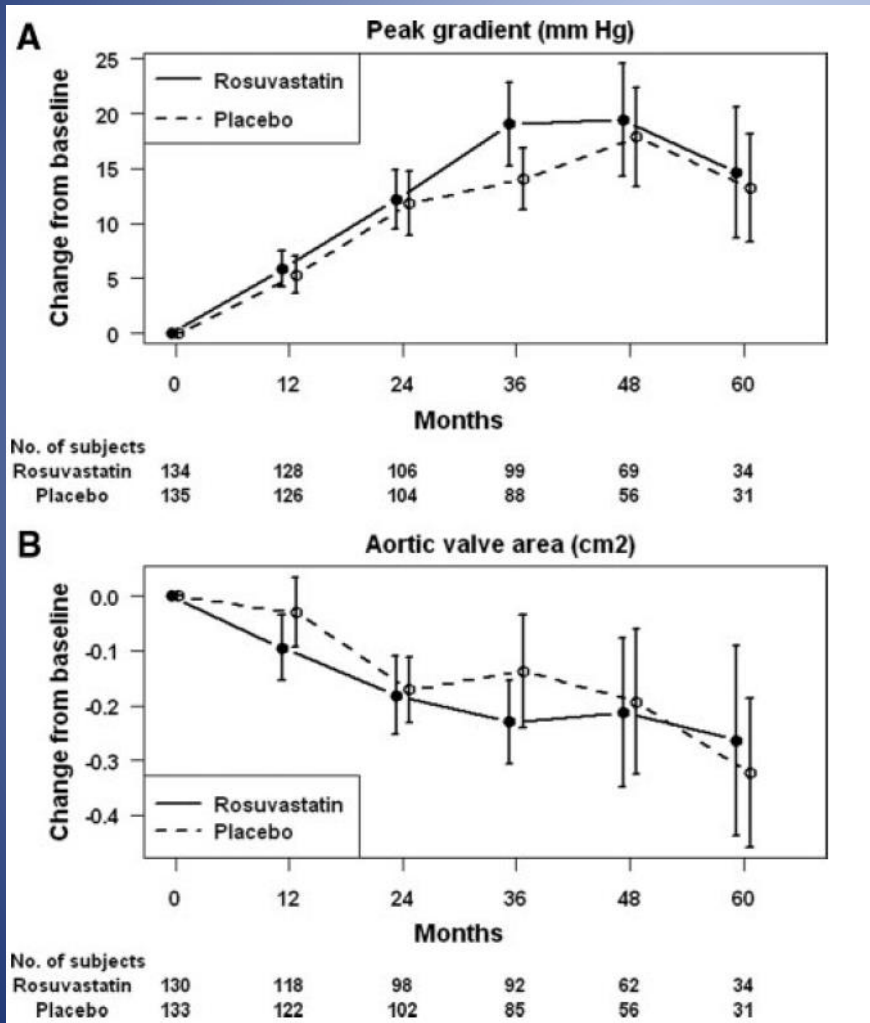 A
Peak gradient (mm Hg)
Change from baseline
25
20
15
10
5
0
Rosuvastatin
Placebo
0 12 24 36 48 60
Months
No. of subjects
Rosuvastatin 134 128 106 99 69 34
Placebo 135 126 104 88 56 31
B
Aortic valve area (cm2)
Change from baseline
0.0
-0.1
-0.2
-0.3
-0.4
Rosuvastatin
Placebo
0 12 24 36 48 60
Months
No. of subjects
Rosuvastatin 130 118 98 92 62 34
Placebo 133 122 102 85 56 31